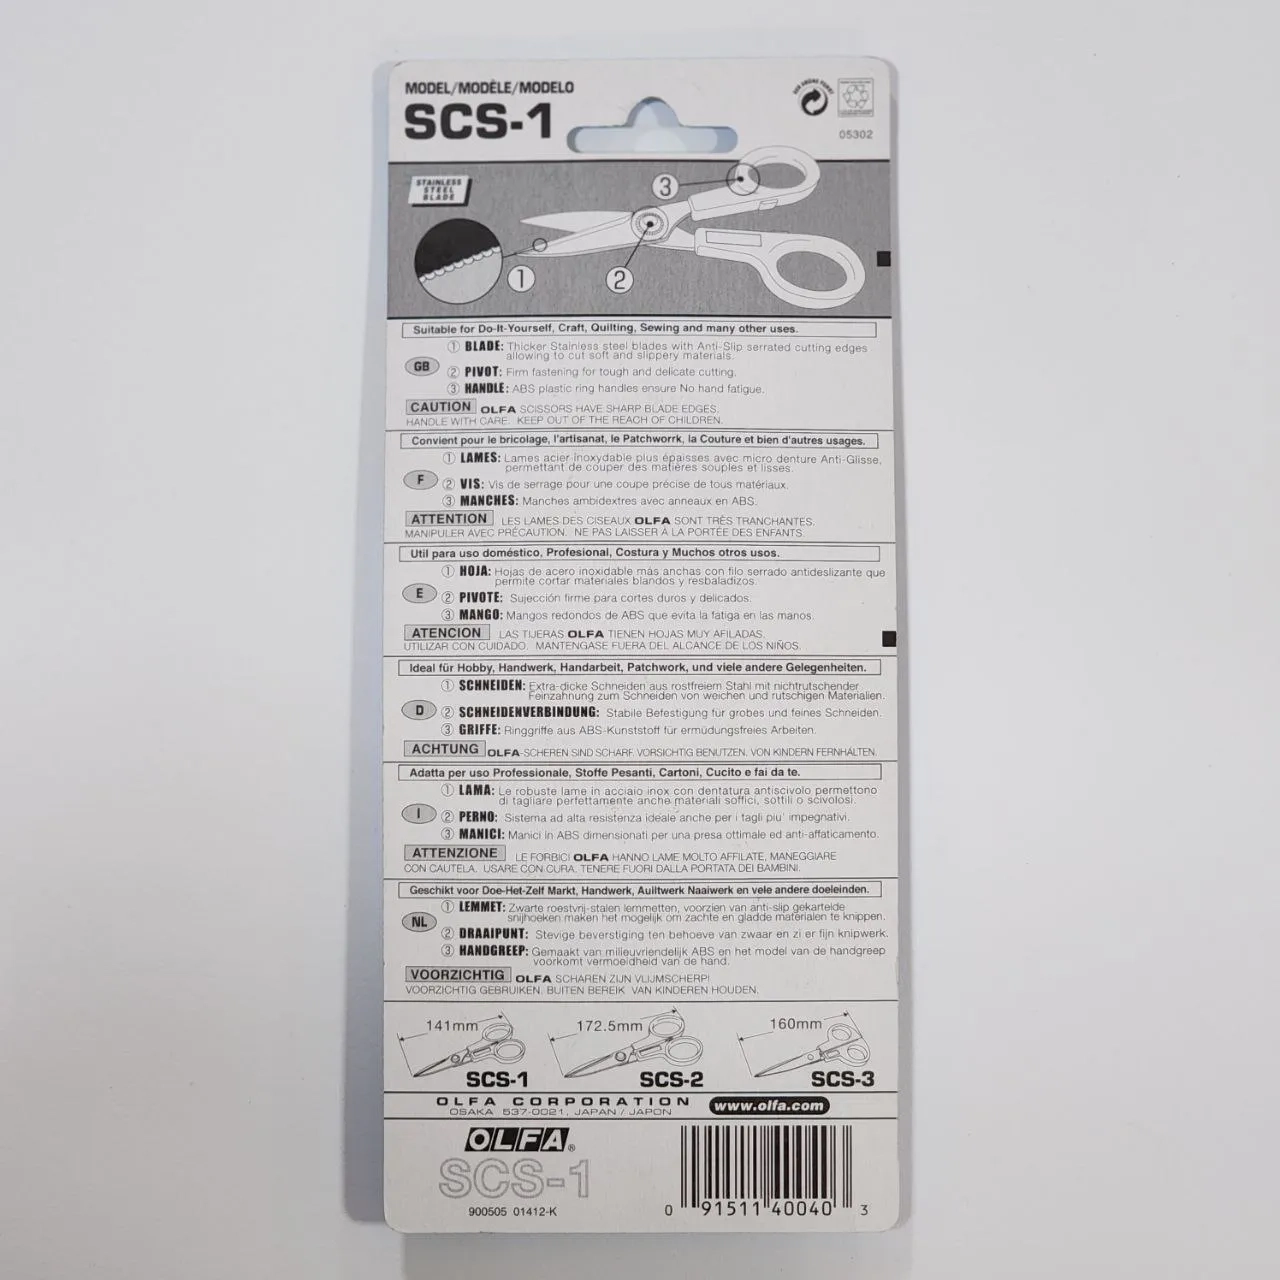 MODEL/MODÈLE/MODELO
SCS-1
DER GRÜNE PUNKT
05302
STAINLESS
STEEL
BLADE
3
1
2
Suitable for Do-It-Yourself, Craft, Quilting, Sewing and many other uses.
GB
① BLADE: Thicker Stainless steel blades with Anti-Slip serrated cutting edges
allowing to cut soft and slippery materials.
② PIVOT: Firm fastening for tough and delicate cutting.
③ HANDLE: ABS plastic ring handles ensure No hand fatigue.
CAUTION OLFA SCISSORS HAVE SHARP BLADE EDGES.
HANDLE WITH CARE. KEEP OUT OF THE REACH OF CHILDREN.
Convient pour le bricolage, l'artisanat, le Patchworrk, la Couture et bien d'autres usages.
F
① LAMES: Lames acier inoxydable plus épaisses avec micro denture Anti-Glisse,
permettant de couper des matières souples et lisses.
② VIS: Vis de serrage pour une coupe précise de tous matériaux.
③ MANCHES: Manches ambidextres avec anneaux en ABS.
ATTENTION LES LAMES DES CISEAUX OLFA SONT TRÈS TRANCHANTES.
MANIPULER AVEC PRÉCAUTION. NE PAS LAISSER À LA PORTÉE DES ENFANTS.
Util para uso doméstico, Profesional, Costura y Muchos otros usos.
E
① HOJA: Hojas de acero inoxidable más anchas con filo serrado antideslizante que
permite cortar materiales blandos y resbaladizos.
② PIVOTE: Sujección firme para cortes duros y delicados.
③ MANGO: Mangos redondos de ABS que evita la fatiga en las manos.
ATENCION LAS TIJERAS OLFA TIENEN HOJAS MUY AFILADAS.
UTILIZAR CON CUIDADO. MANTENGASE FUERA DEL ALCANCE DE LOS NIÑOS.
Ideal für Hobby, Handwerk, Handarbeit, Patchwork, und viele andere Gelegenheiten.
D
① SCHNEIDEN: Extra-dicke Schneiden aus rostfreiem Stahl mit nichtrutschender
Feinzahnung zum Schneiden von weichen und rutschigen Materialien.
② SCHNEIDENVERBINDUNG: Stabile Befestigung für grobes und feines Schneiden.
③ GRIFFE: Ringgriffe aus ABS-Kunststoff für ermüdungsfreies Arbeiten.
ACHTUNG OLFA-SCHEREN SIND SCHARF. VORSICHTIG BENUTZEN. VON KINDERN FERNHALTEN.
Adatta per uso Professionale, Stoffe Pesanti, Cartoni, Cucito e fai da te.
I
① LAMA: Le robuste lame in acciaio inox con dentatura antiscivolo permettono
di tagliare perfettamente anche materiali soffici, sottili o scivolosi.
② PERNO: Sistema ad alta resistenza ideale anche per i tagli piu' impegnativi.
③ MANICI: Manici in ABS dimensionati per una presa ottimale ed anti-affaticamento.
ATTENZIONE LE FORBICI OLFA HANNO LAME MOLTO AFFILATE, MANEGGIARE
CON CAUTELA. USARE CON CURA. TENERE FUORI DALLA PORTATA DEI BAMBINI.
Geschikt voor Doe-Het-Zelf Markt, Handwerk, Auiltwerk Naaiwerk en vele andere doeleinden.
NL
① LEMMET: Zwarte roestvrij-stalen lemmetten, voorzien van anti-slip gekartelde
snijhoeken maken het mogelijk om zachte en gladde materialen te knippen.
② DRAAIPUNT: Stevige beverstiging ten behoeve van zwaar en zi er fijn knipwerk.
③ HANDGREEP: Gemaakt van milieuvriendelijk ABS en het model van de handgreep
voorkomt vermoeidheid van de hand.
VOORZICHTIG OLFA SCHAREN ZIJN VLIJMSCHERP!
VOORZICHTIG GEBRUIKEN. BUITEN BEREIK VAN KINDEREN HOUDEN.
141mm 172.5mm 160mm
SCS-1 SCS-2 SCS-3
OLFA CORPORATION
OSAKA 537-0021, JAPAN / JAPON
www.olfa.com
OLFA®
SCS-1
900505 01412-K
0 91511 40040 3